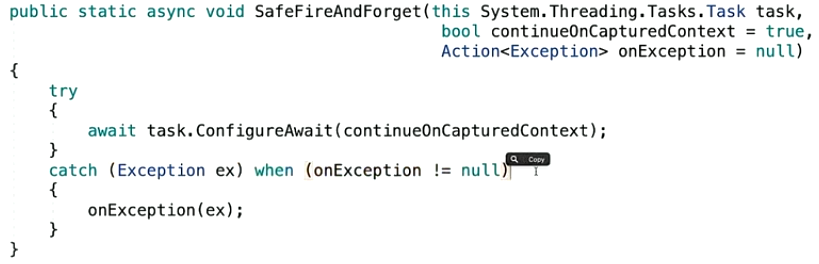 public static async void SafeFireAndForget(this System.Threading.Tasks.Task task,
                                           bool continueOnCapturedContext = true,
                                           Action<Exception> onException = null)
{
    try
    {
        await task.ConfigureAwait(continueOnCapturedContext);
    }
    catch (Exception ex) when (onException != null)
Copy
    {
        onException(ex);
    }
}